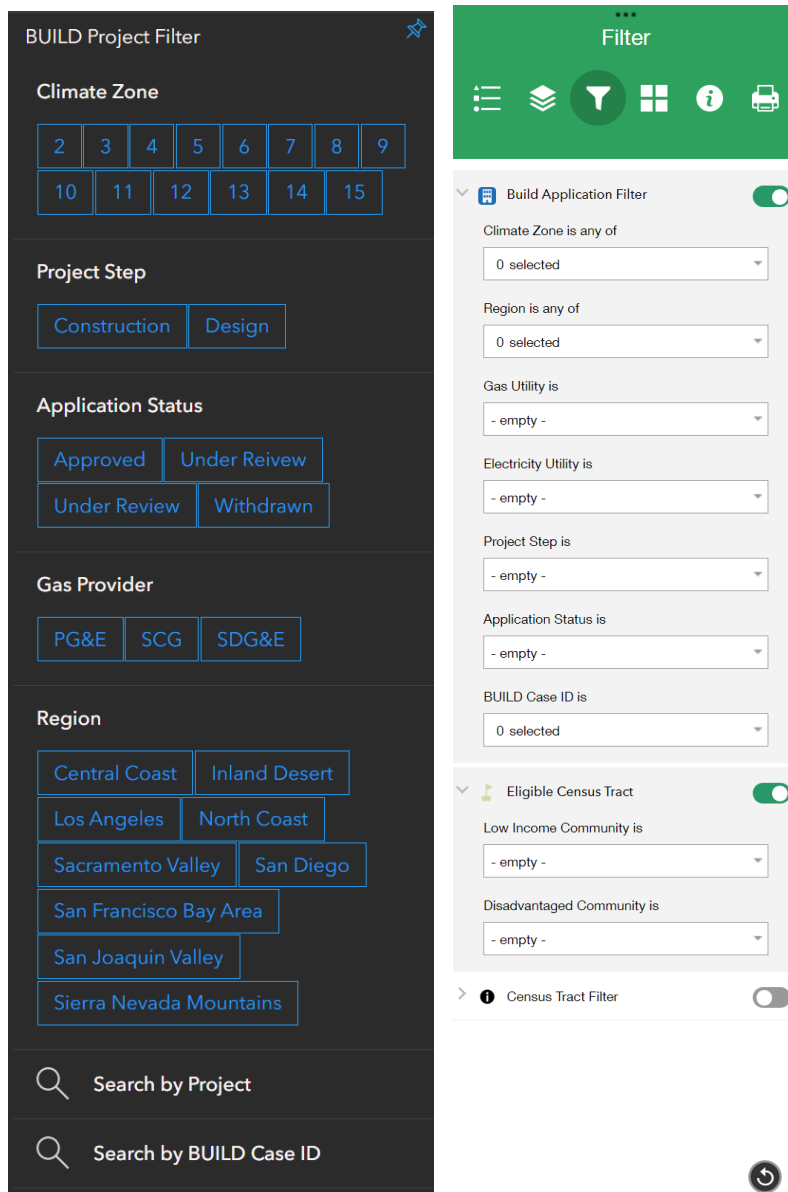 BUILD Project Filter
Climate Zone
2 3 4 5 6 7 8 9
10 11 12 13 14 15
Project Step
Construction Design
Application Status
Approved Under Reivew
Under Review Withdrawn
Gas Provider
PG&E SCG SDG&E
Region
Central Coast Inland Desert
Los Angeles North Coast
Sacramento Valley San Diego
San Francisco Bay Area
San Joaquin Valley
Sierra Nevada Mountains
Search by Project
Search by BUILD Case ID
Filter
Build Application Filter
Climate Zone is any of
0 selected
Region is any of
0 selected
Gas Utility is
- empty -
Electricity Utility is
- empty -
Project Step is
- empty -
Application Status is
- empty -
BUILD Case ID is
0 selected
Eligible Census Tract
Low Income Community is
- empty -
Disadvantaged Community is
- empty -
Census Tract Filter